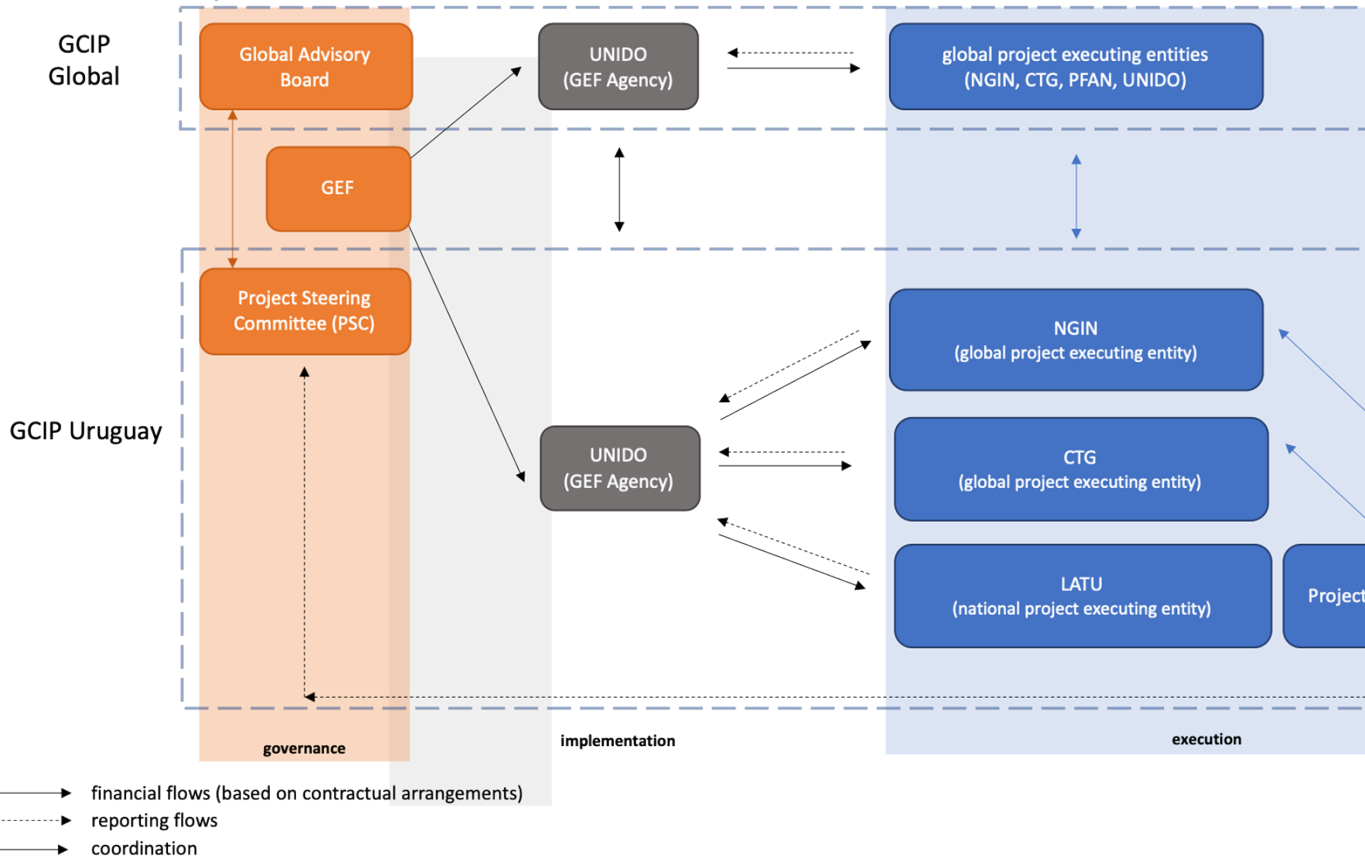 GCIP
Global
Global Advisory
Board
UNIDO
(GEF Agency)
global project executing entities
(NGIN, CTG, PFAN, UNIDO)
GEF
Project Steering
Committee (PSC)
GCIP Uruguay
UNIDO
(GEF Agency)
NGIN
(global project executing entity)
CTG
(global project executing entity)
LATU
(national project executing entity)
Project
governance
implementation
execution
financial flows (based on contractual arrangements)
reporting flows
coordination